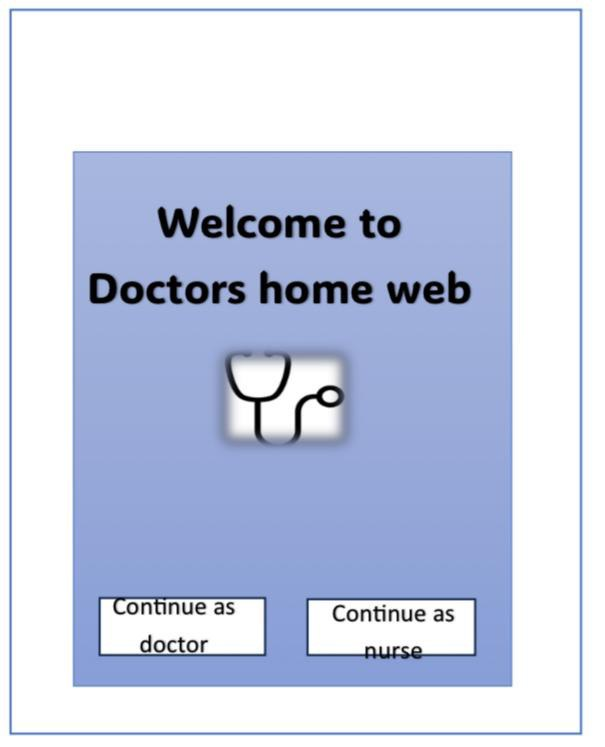 Welcome to
Doctors home web
Continue as
doctor
Continue as
nurse